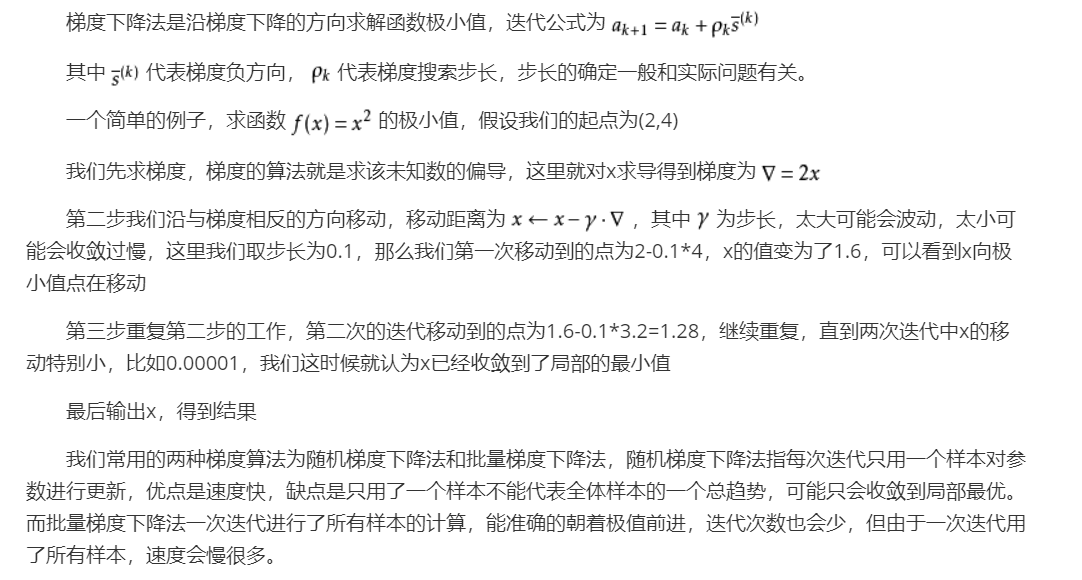 梯度下降法是沿梯度下降的方向求解函数极小值，迭代公式为 a_{k+1} = a_k + ρ_k s̄^{(k)}
其中 s̄^{(k)} 代表梯度负方向， ρ_k 代表梯度搜索步长，步长的确定一般和实际问题有关。
一个简单的例子，求函数 f(x) = x² 的极小值，假设我们的起点为(2,4)
我们先求梯度，梯度的算法就是求该未知数的偏导，这里就对x求导得到梯度为 ∇ = 2x
第二步我们沿与梯度相反的方向移动，移动距离为 x ← x − γ · ∇ ，其中 γ 为步长，太大可能会波动，太小可
能会收敛过慢，这里我们取步长为0.1，那么我们第一次移动到的点为2-0.1*4，x的值变为了1.6，可以看到x向极
小值点在移动
第三步重复第二步的工作，第二次的迭代移动到的点为1.6-0.1*3.2=1.28，继续重复，直到两次迭代中x的移
动特别小，比如0.00001，我们这时候就认为x已经收敛到了局部的最小值
最后输出x，得到结果
我们常用的两种梯度算法为随机梯度下降法和批量梯度下降法，随机梯度下降法指每次迭代只用一个样本对参
数进行更新，优点是速度快，缺点是只用了一个样本不能代表全体样本的一个总趋势，可能只会收敛到局部最优。
而批量梯度下降法一次迭代进行了所有样本的计算，能准确的朝着极值前进，迭代次数也会少，但由于一次迭代用
了所有样本，速度会慢很多。